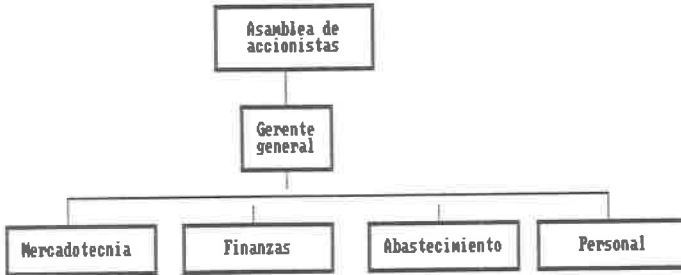 Asamblea de
accionistas
Gerente
general
Mercadotecnia
Finanzas
Abastecimiento
Personal